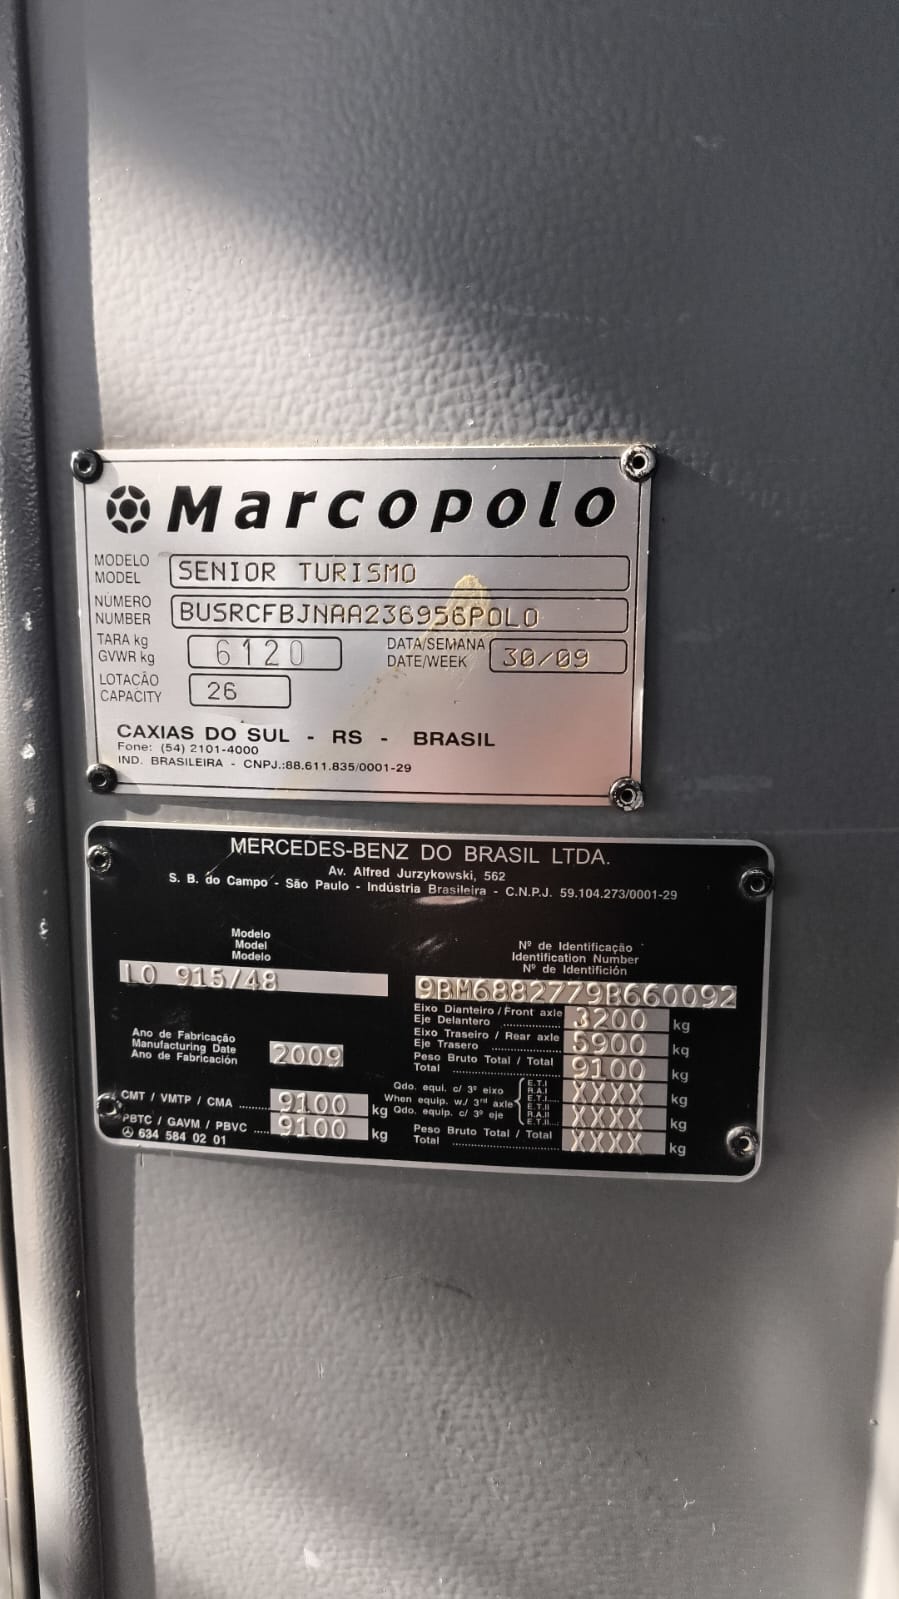 Marcopolo
MODELO
MODEL
SENIOR TURISMO
NÚMERO
NUMBER
BUSRCFBJNAA236956POLO
TARA kg
GVWR kg
6120
DATA/SEMANA
DATE/WEEK
30/09
LOTACÃO
CAPACITY
26
CAXIAS DO SUL - RS - BRASIL
Fone: (54) 2101-4000
IND. BRASILEIRA - CNPJ.:88.611.835/0001-29
MERCEDES-BENZ DO BRASIL LTDA.
Av. Alfred Jurzykowski, 562
S. B. do Campo - São Paulo - Indústria Brasileira - C.N.P.J. 59.104.273/0001-29
Modelo
Model
Modelo
LO 915/48
Nº de Identificação
Identification Number
Nº de Identifición
9BM6882779B660092
Ano de Fabricação
Manufacturing Date
Ano de Fabricación
2009
Eixo Dianteiro / Front axle
Eje Delantero
3200 kg
Eixo Traseiro / Rear axle
Eje Trasero
5900 kg
Peso Bruto Total / Total
Total
9100 kg
CMT / VMTP / CMA
9100 kg
PBTC / GAVM / PBVC
9100 kg
634 584 02 01
Qdo. equi. c/ 3º eixo
When equip. w/ 3rd axle
Qdo. equip. c/ 3º eje
E.T.I
R.A.I
E.T.I
E.T.II
R.A.II
E.T.II
XXXX kg
XXXX kg
Peso Bruto Total / Total
Total
XXXX kg